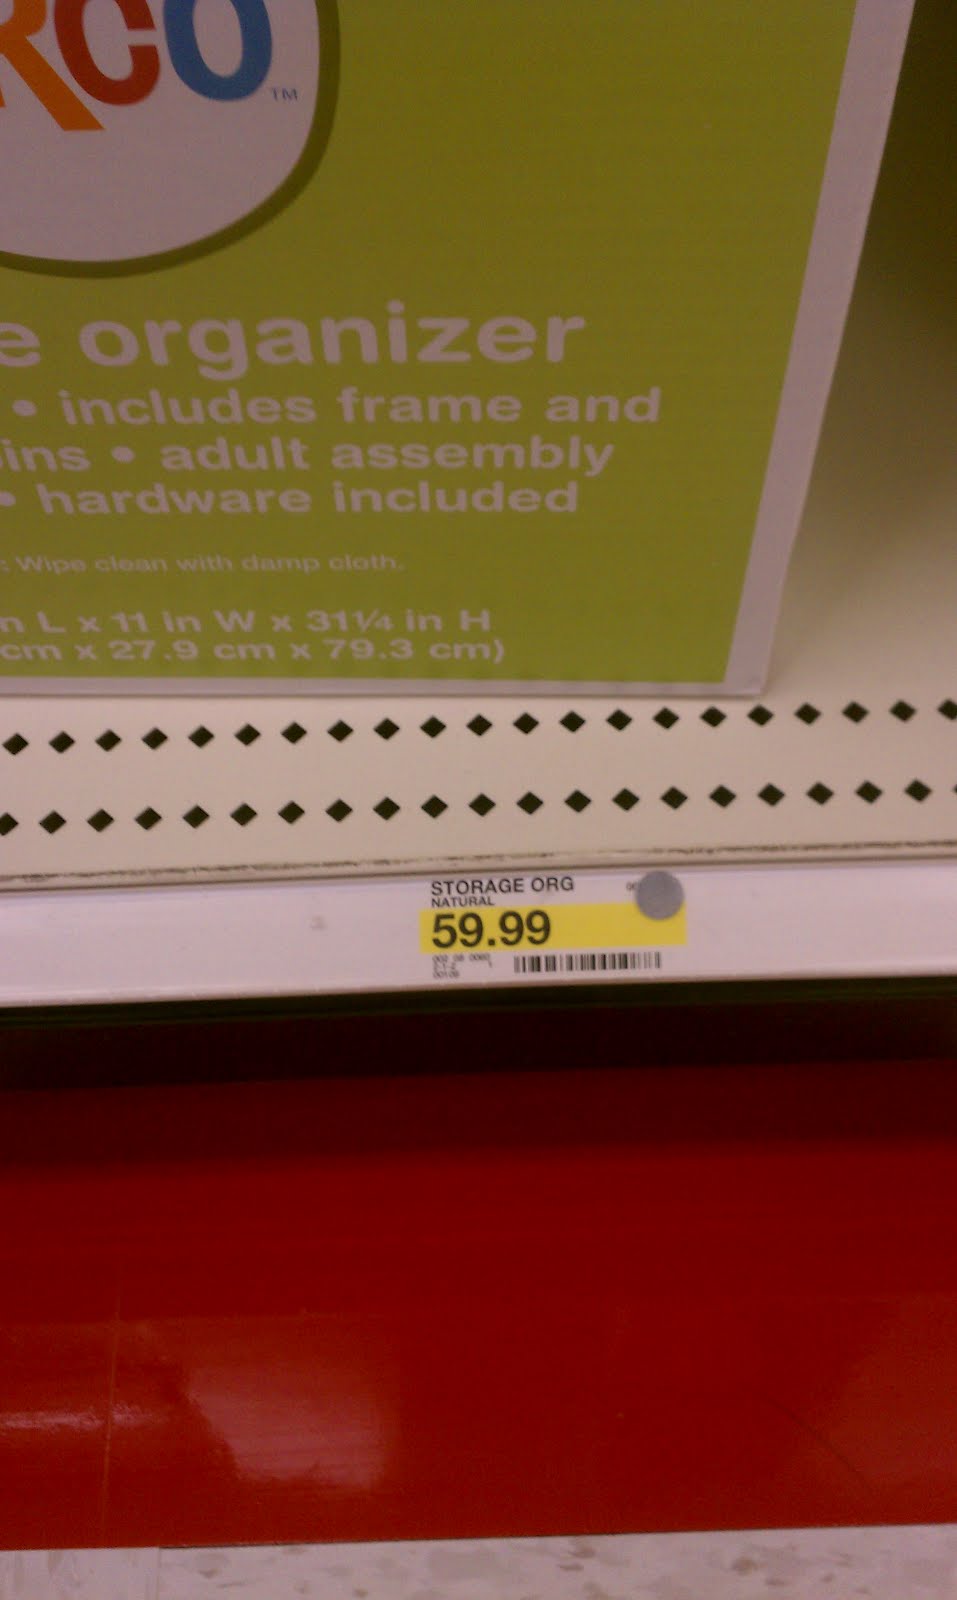 RCO
TM
e organizer
• includes frame and
ins • adult assembly
• hardware included
: Wipe clean with damp cloth.
n L x 11 in W x 31¼ in H
cm x 27.9 cm x 79.3 cm)
STORAGE ORG
NATURAL
59.99